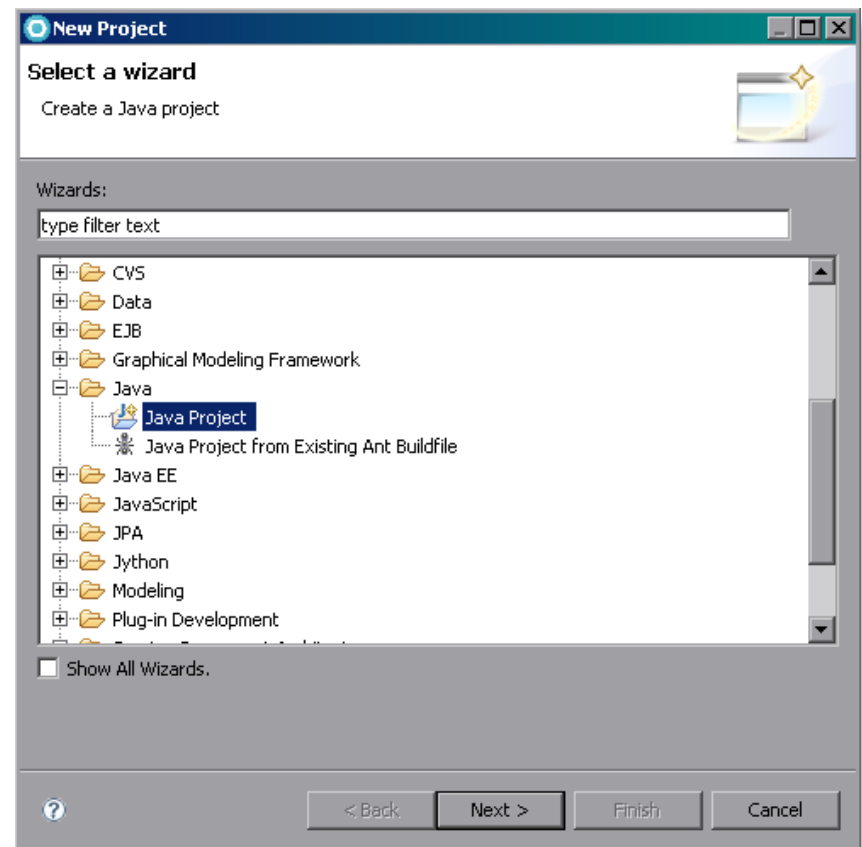 New Project
Select a wizard
Create a Java project
Wizards:
type filter text
CVS
Data
EJB
Graphical Modeling Framework
Java
Java Project
Java Project from Existing Ant Buildfile
Java EE
JavaScript
JPA
Jython
Modeling
Plug-in Development
Show All Wizards.
< Back Next > Finish Cancel